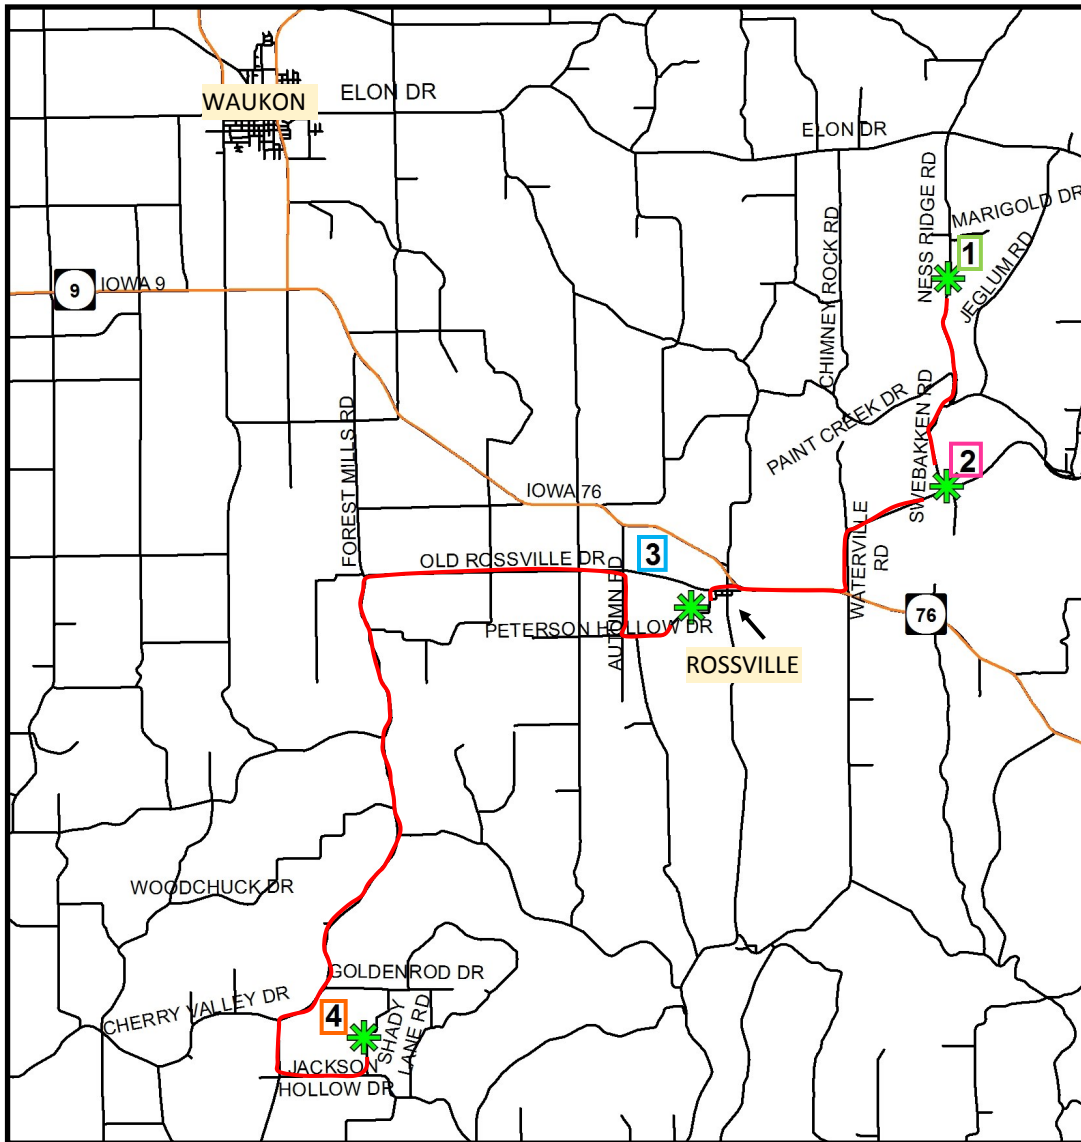 WAUKON
ELON DR
ELON DR
NESS RIDGE RD
MARIGOLD DR
1
JEGLUM RD
CHIMNEY ROCK RD
9
IOWA 9
FOREST MILLS RD
PAINT CREEK DR
SWEBAKKEN RD
2
IOWA 76
WATERVILLE
RD
3
OLD ROSSVILLE DR
AUTOMN RD
PETERSON HOLLOW DR
76
ROSSVILLE
WOODCHUCK DR
GOLDENROD DR
CHERRY VALLEY DR
4
SHADY
LANE RD
JACKSON
HOLLOW DR